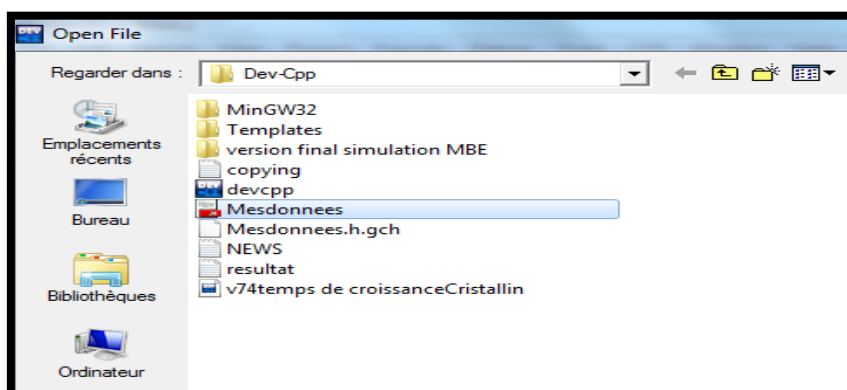 Open File
Regarder dans :
Dev-Cpp
Emplacements
récents
Bureau
Bibliothèques
Ordinateur
MinGW32
Templates
version final simulation MBE
copying
devcpp
Mesdonnees
Mesdonnees.h.gch
NEWS
resultat
v74temps de croissanceCristallin